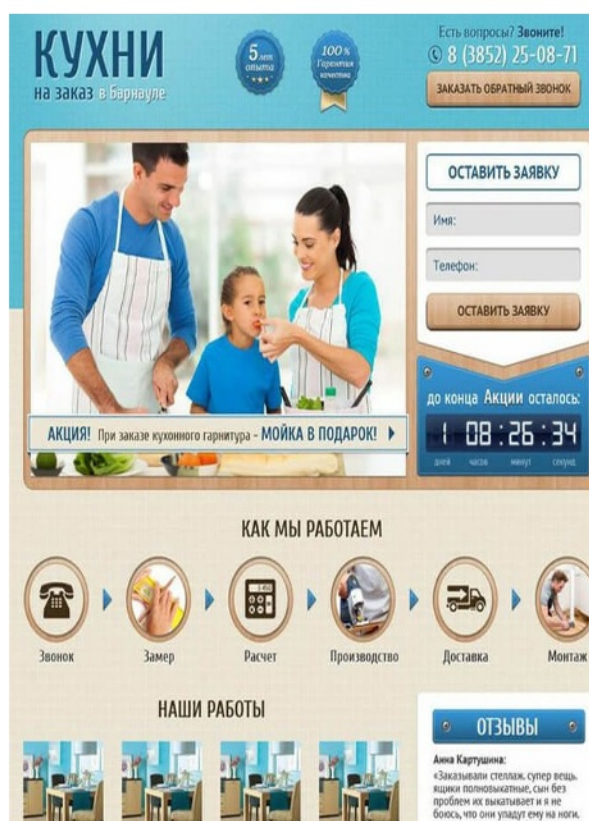 КУХНИ
на заказ в Барнауле
5 лет
опыта
100%
Гарантия
качества
Есть вопросы? Звоните!
8 (3852) 25-08-71
ЗАКАЗАТЬ ОБРАТНЫЙ ЗВОНОК
ОСТАВИТЬ ЗАЯВКУ
Имя:
Телефон:
ОСТАВИТЬ ЗАЯВКУ
до конца Акции осталось:
1 08:26:34
дней часов минут секунд
АКЦИЯ! При заказе кухонного гарнитура - МОЙКА В ПОДАРОК!
КАК МЫ РАБОТАЕМ
Звонок Замер Расчет Производство Доставка Монтаж
НАШИ РАБОТЫ
ОТЗЫВЫ
Анна Картушина:
«Заказывали стеллаж, супер вещь.
ящики полновыкатные, сын без
проблем их выкатывает и я не
боюсь, что они упадут ему на ноги.